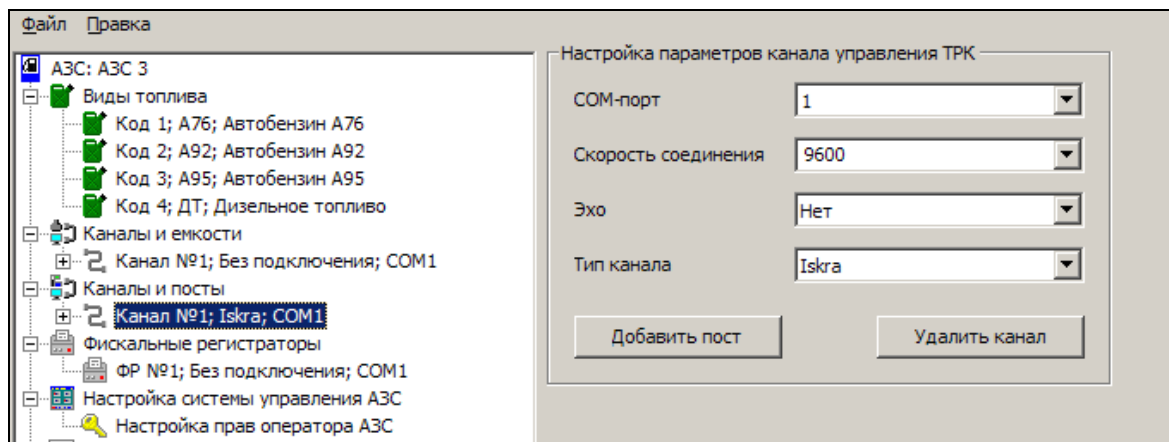 Файл Правка
АЗС: АЗС 3
Виды топлива
Код 1; А76; Автобензин А76
Код 2; А92; Автобензин А92
Код 3; А95; Автобензин А95
Код 4; ДТ; Дизельное топливо
Каналы и емкости
Канал №1; Без подключения; COM1
Каналы и посты
Канал №1; Iskra; COM1
Фискальные регистраторы
ФР №1; Без подключения; COM1
Настройка системы управления АЗС
Настройка прав оператора АЗС
Настройка параметров канала управления ТРК
COM-порт 1
Скорость соединения 9600
Эхо Нет
Тип канала Iskra
Добавить пост Удалить канал